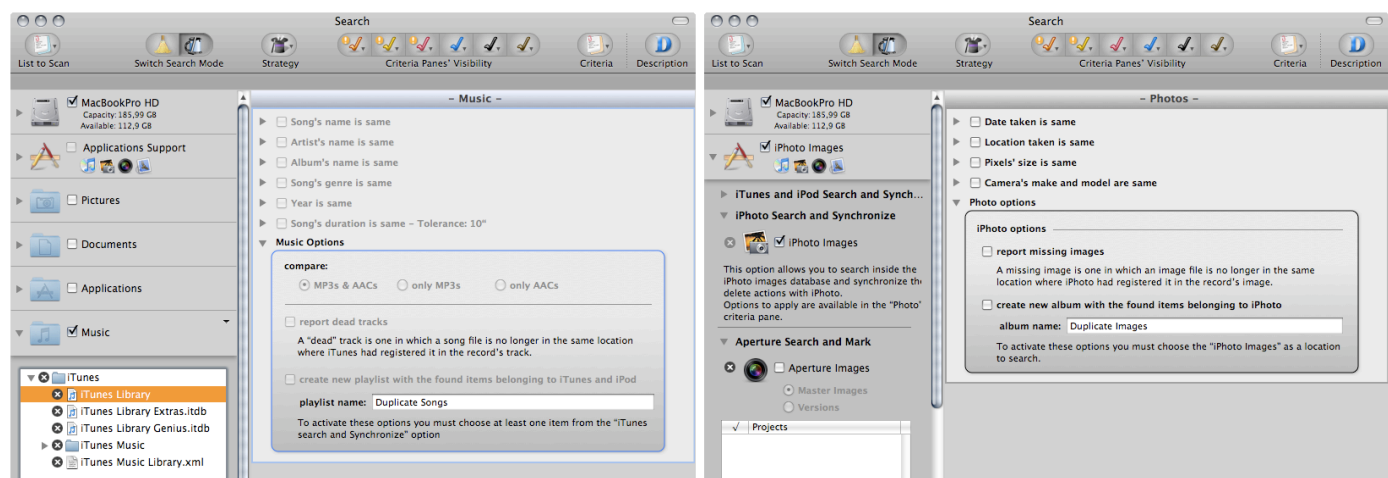 Search
List to Scan
Switch Search Mode
Strategy
Criteria Panes' Visibility
Criteria
Description
MacBookPro HD
Capacity: 185,99 GB
Available: 112,9 GB
Applications Support
Pictures
Documents
Applications
Music
iTunes
iTunes Library
iTunes Library Extras.itdb
iTunes Library Genius.itdb
iTunes Music
iTunes Music Library.xml
– Music –
Song's name is same
Artist's name is same
Album's name is same
Song's genre is same
Year is same
Song's duration is same – Tolerance: 10"
Music Options
compare:
MP3s & AACs only MP3s only AACs
report dead tracks
A "dead" track is one in which a song file is no longer in the same location
where iTunes had registered it in the record's track.
create new playlist with the found items belonging to iTunes and iPod
playlist name: Duplicate Songs
To activate these options you must choose at least one item from the "iTunes
search and Synchronize" option
Search
List to Scan
Switch Search Mode
Strategy
Criteria Panes' Visibility
Criteria
Description
MacBookPro HD
Capacity: 185,99 GB
Available: 112,9 GB
iPhoto Images
iTunes and iPod Search and Synch...
iPhoto Search and Synchronize
iPhoto Images
This option allows you to search inside the
iPhoto images database and synchronize the
delete actions with iPhoto.
Options to apply are available in the "Photo"
criteria pane.
Aperture Search and Mark
Aperture Images
Master Images
Versions
√ Projects
– Photos –
Date taken is same
Location taken is same
Pixels' size is same
Camera's make and model are same
Photo options
iPhoto options
report missing images
A missing image is one in which an image file is no longer in the same
location where iPhoto had registered it in the record's image.
create new album with the found items belonging to iPhoto
album name: Duplicate Images
To activate these options you must choose the "iPhoto Images" as a location
to search.